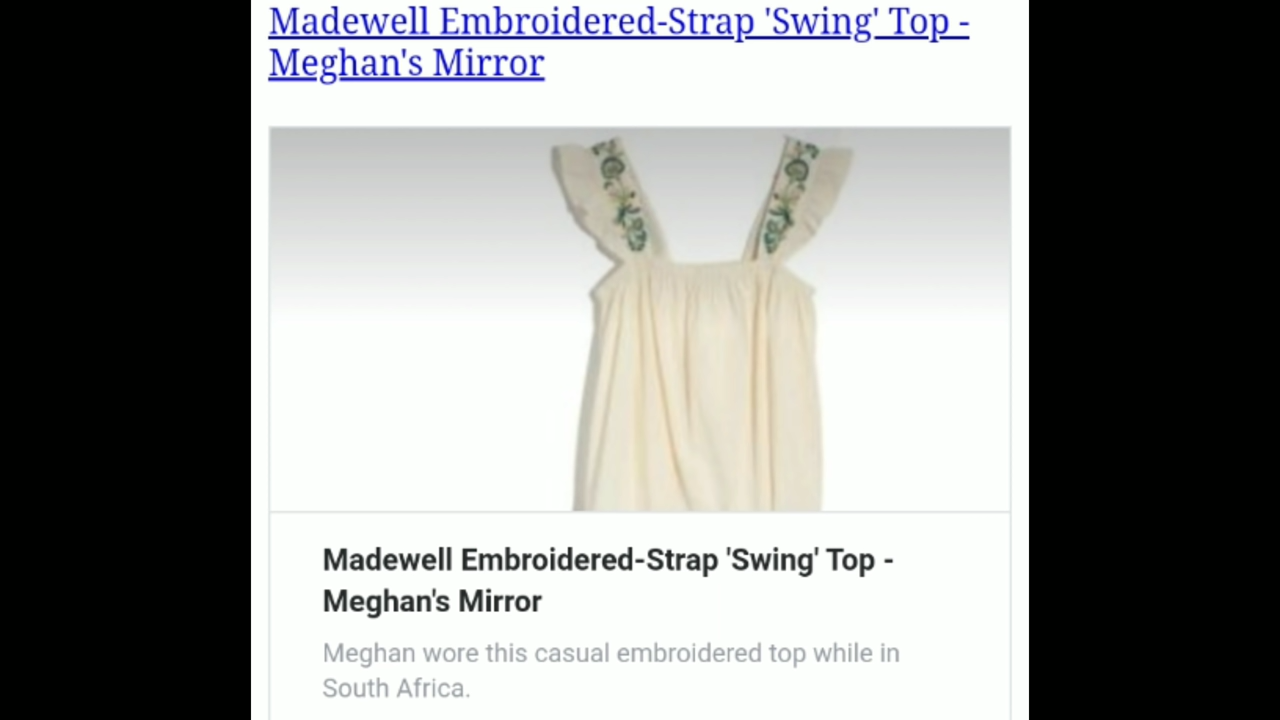 Madewell Embroidered-Strap 'Swing' Top -
Meghan's Mirror
Madewell Embroidered-Strap 'Swing' Top -
Meghan's Mirror
Meghan wore this casual embroidered top while in
South Africa.